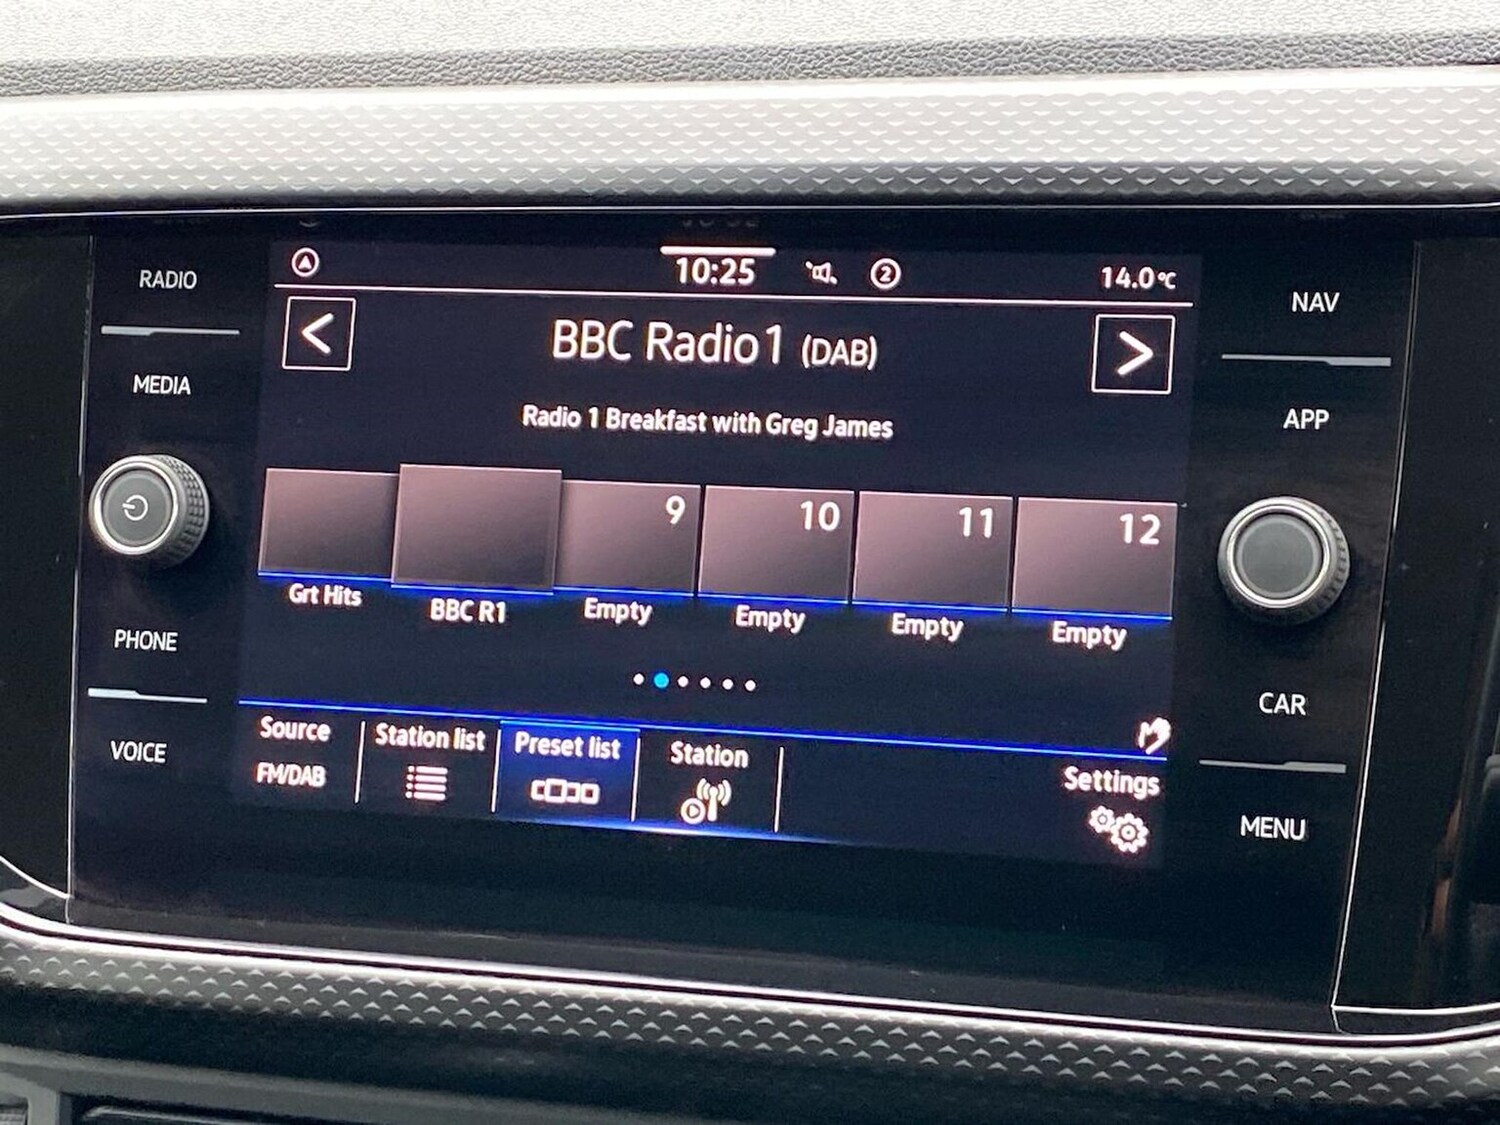 RADIO
MEDIA
PHONE
VOICE
10:25
2
14.0°C
BBC Radio1 (DAB)
Radio 1 Breakfast with Greg James
9
10
11
12
Grt Hits
BBC R1
Empty
Empty
Empty
Empty
Source
FM/DAB
Station list
Preset list
Station
Settings
NAV
APP
CAR
MENU